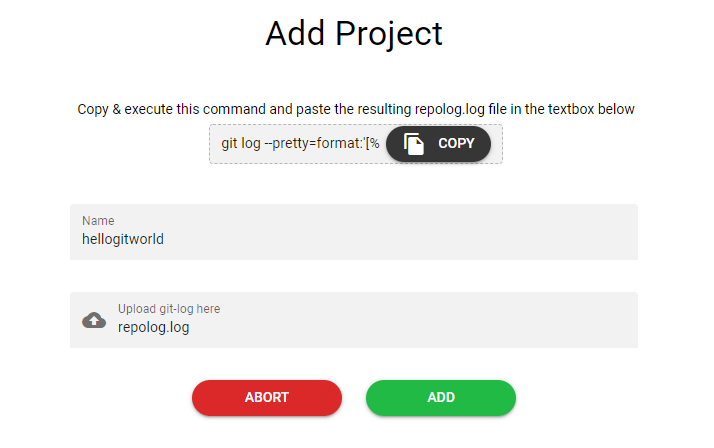 Add Project
Copy & execute this command and paste the resulting repolog.log file in the textbox below
git log --pretty=format:'[%
COPY
Name
hellogitworld
Upload git-log here
repolog.log
ABORT
ADD